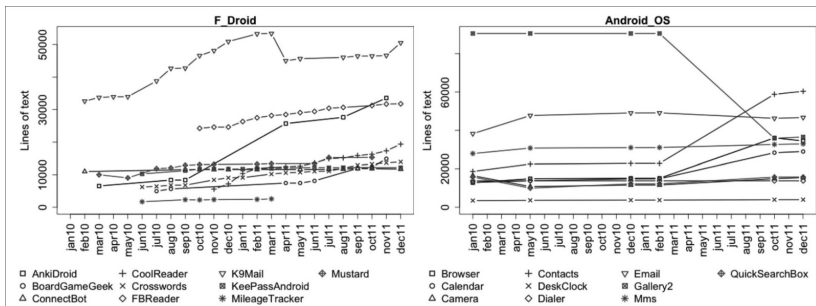 F_Droid
Lines of text
0 10000 30000 50000
jan10 feb10 mar10 apr10 may10 jun10 jul10 aug10 sep10 oct10 nov10 dec10 jan11 feb11 mar11 apr11 may11 jun11 jul11 aug11 sep11 oct11 nov11 dec11
AnkiDroid CoolReader K9Mail Mustard
BoardGameGeek Crosswords KeePassAndroid
ConnectBot FBReader MileageTracker
Android_OS
Lines of text
0 20000 60000
jan10 feb10 mar10 apr10 may10 jun10 jul10 aug10 sep10 oct10 nov10 dec10 jan11 feb11 mar11 apr11 may11 jun11 jul11 aug11 sep11 oct11 nov11 dec11
Browser Contacts Email QuickSearchBox
Calendar DeskClock Gallery2
Camera Dialer Mms